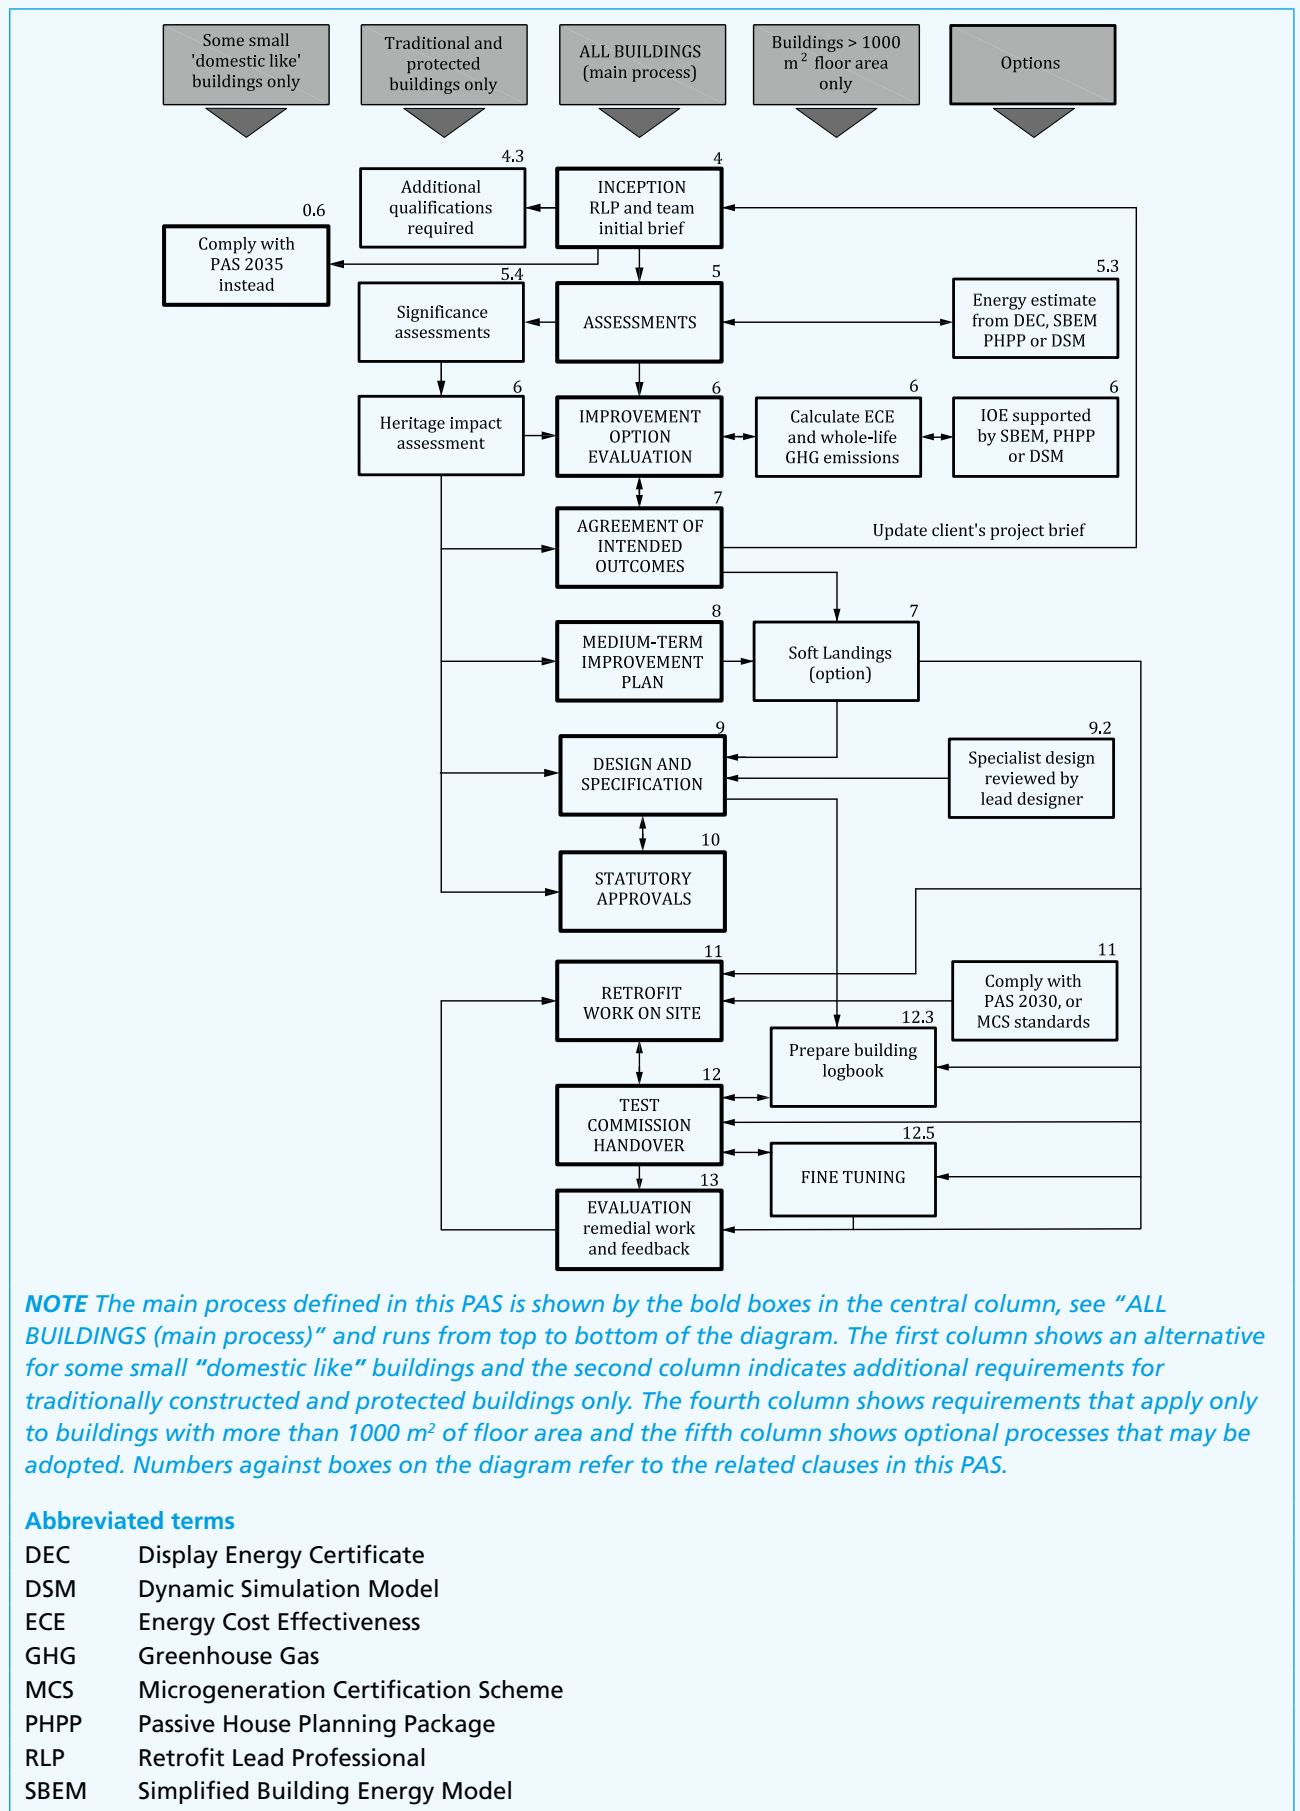 Some small
'domestic like'
buildings only
Traditional and
protected
buildings only
ALL BUILDINGS
(main process)
Buildings > 1000
m² floor area
only
Options
4.3
Additional
qualifications
required
4
INCEPTION
RLP and team
initial brief
0.6
Comply with
PAS 2035
instead
5.4
Significance
assessments
5
ASSESSMENTS
5.3
Energy estimate
from DEC, SBEM
PHPP or DSM
6
Heritage impact
assessment
6
IMPROVEMENT
OPTION
EVALUATION
6
Calculate ECE
and whole-life
GHG emissions
6
IOE supported
by SBEM, PHPP
or DSM
7
AGREEMENT OF
INTENDED
OUTCOMES
Update client's project brief
8
MEDIUM-TERM
IMPROVEMENT
PLAN
7
Soft Landings
(option)
9
DESIGN AND
SPECIFICATION
9.2
Specialist design
reviewed by
lead designer
10
STATUTORY
APPROVALS
11
RETROFIT
WORK ON SITE
11
Comply with
PAS 2030, or
MCS standards
12.3
Prepare building
logbook
12
TEST
COMMISSION
HANDOVER
12.5
FINE TUNING
13
EVALUATION
remedial work
and feedback
NOTE The main process defined in this PAS is shown by the bold boxes in the central column, see “ALL
BUILDINGS (main process)” and runs from top to bottom of the diagram. The first column shows an alternative
for some small “domestic like” buildings and the second column indicates additional requirements for
traditionally constructed and protected buildings only. The fourth column shows requirements that apply only
to buildings with more than 1000 m² of floor area and the fifth column shows optional processes that may be
adopted. Numbers against boxes on the diagram refer to the related clauses in this PAS.
Abbreviated terms
DEC Display Energy Certificate
DSM Dynamic Simulation Model
ECE Energy Cost Effectiveness
GHG Greenhouse Gas
MCS Microgeneration Certification Scheme
PHPP Passive House Planning Package
RLP Retrofit Lead Professional
SBEM Simplified Building Energy Model